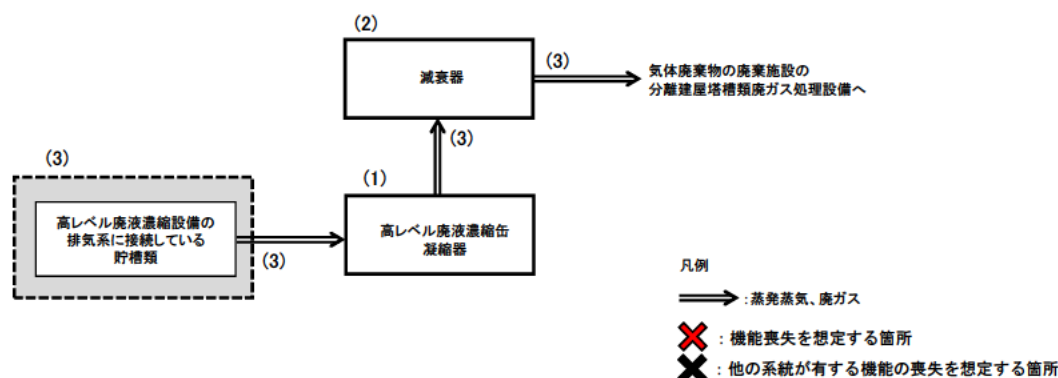 (2)
減衰器
(3)
気体廃棄物の廃棄施設の
分離建屋塔槽類廃ガス処理設備へ
(3)
(3)
高レベル廃液濃縮設備の
排気系に接続している
貯槽類
(3)
(1)
高レベル廃液濃縮缶
凝縮器
凡例
:蒸発蒸気、廃ガス
:機能喪失を想定する箇所
:他の系統が有する機能の喪失を想定する箇所